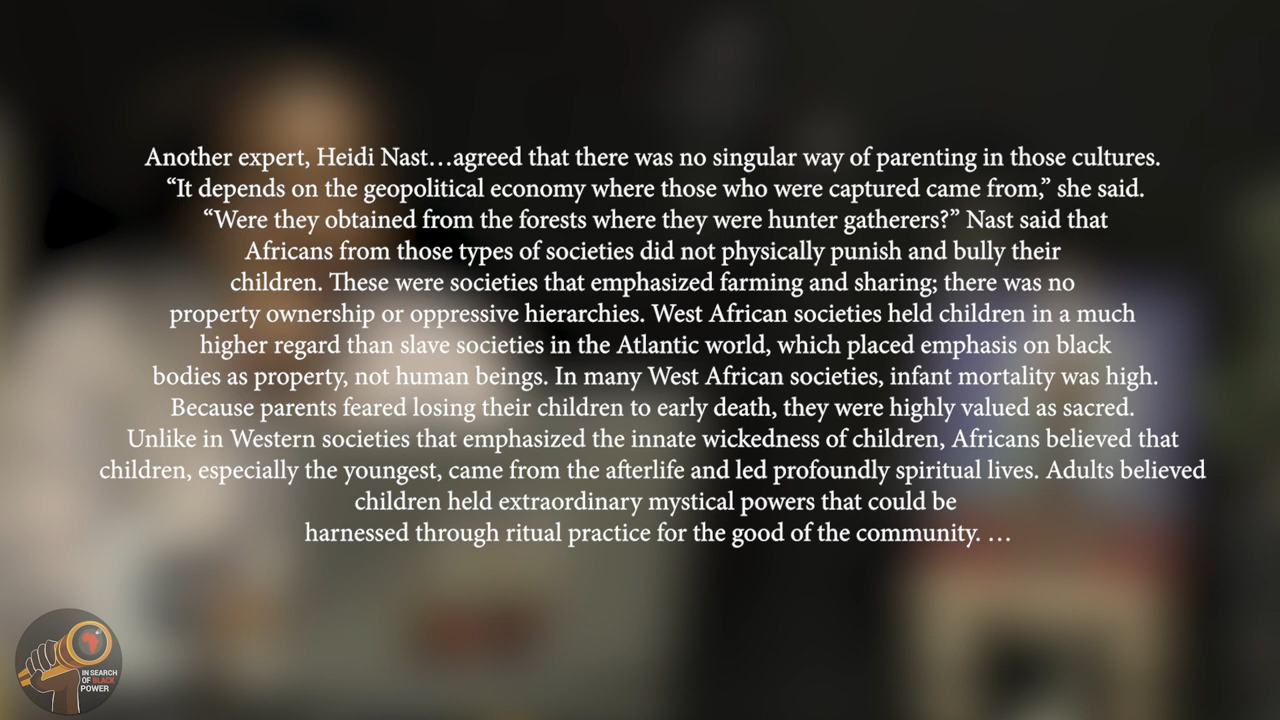 Another expert, Heidi Nast…agreed that there was no singular way of parenting in those cultures.
“It depends on the geopolitical economy where those who were captured came from,” she said.
“Were they obtained from the forests where they were hunter gatherers?” Nast said that
Africans from those types of societies did not physically punish and bully their
children. These were societies that emphasized farming and sharing; there was no
property ownership or oppressive hierarchies. West African societies held children in a much
higher regard than slave societies in the Atlantic world, which placed emphasis on black
bodies as property, not human beings. In many West African societies, infant mortality was high.
Because parents feared losing their children to early death, they were highly valued as sacred.
Unlike in Western societies that emphasized the innate wickedness of children, Africans believed that
children, especially the youngest, came from the afterlife and led profoundly spiritual lives. Adults believed
children held extraordinary mystical powers that could be
harnessed through ritual practice for the good of the community. …
IN SEARCH
OF BLACK
POWER